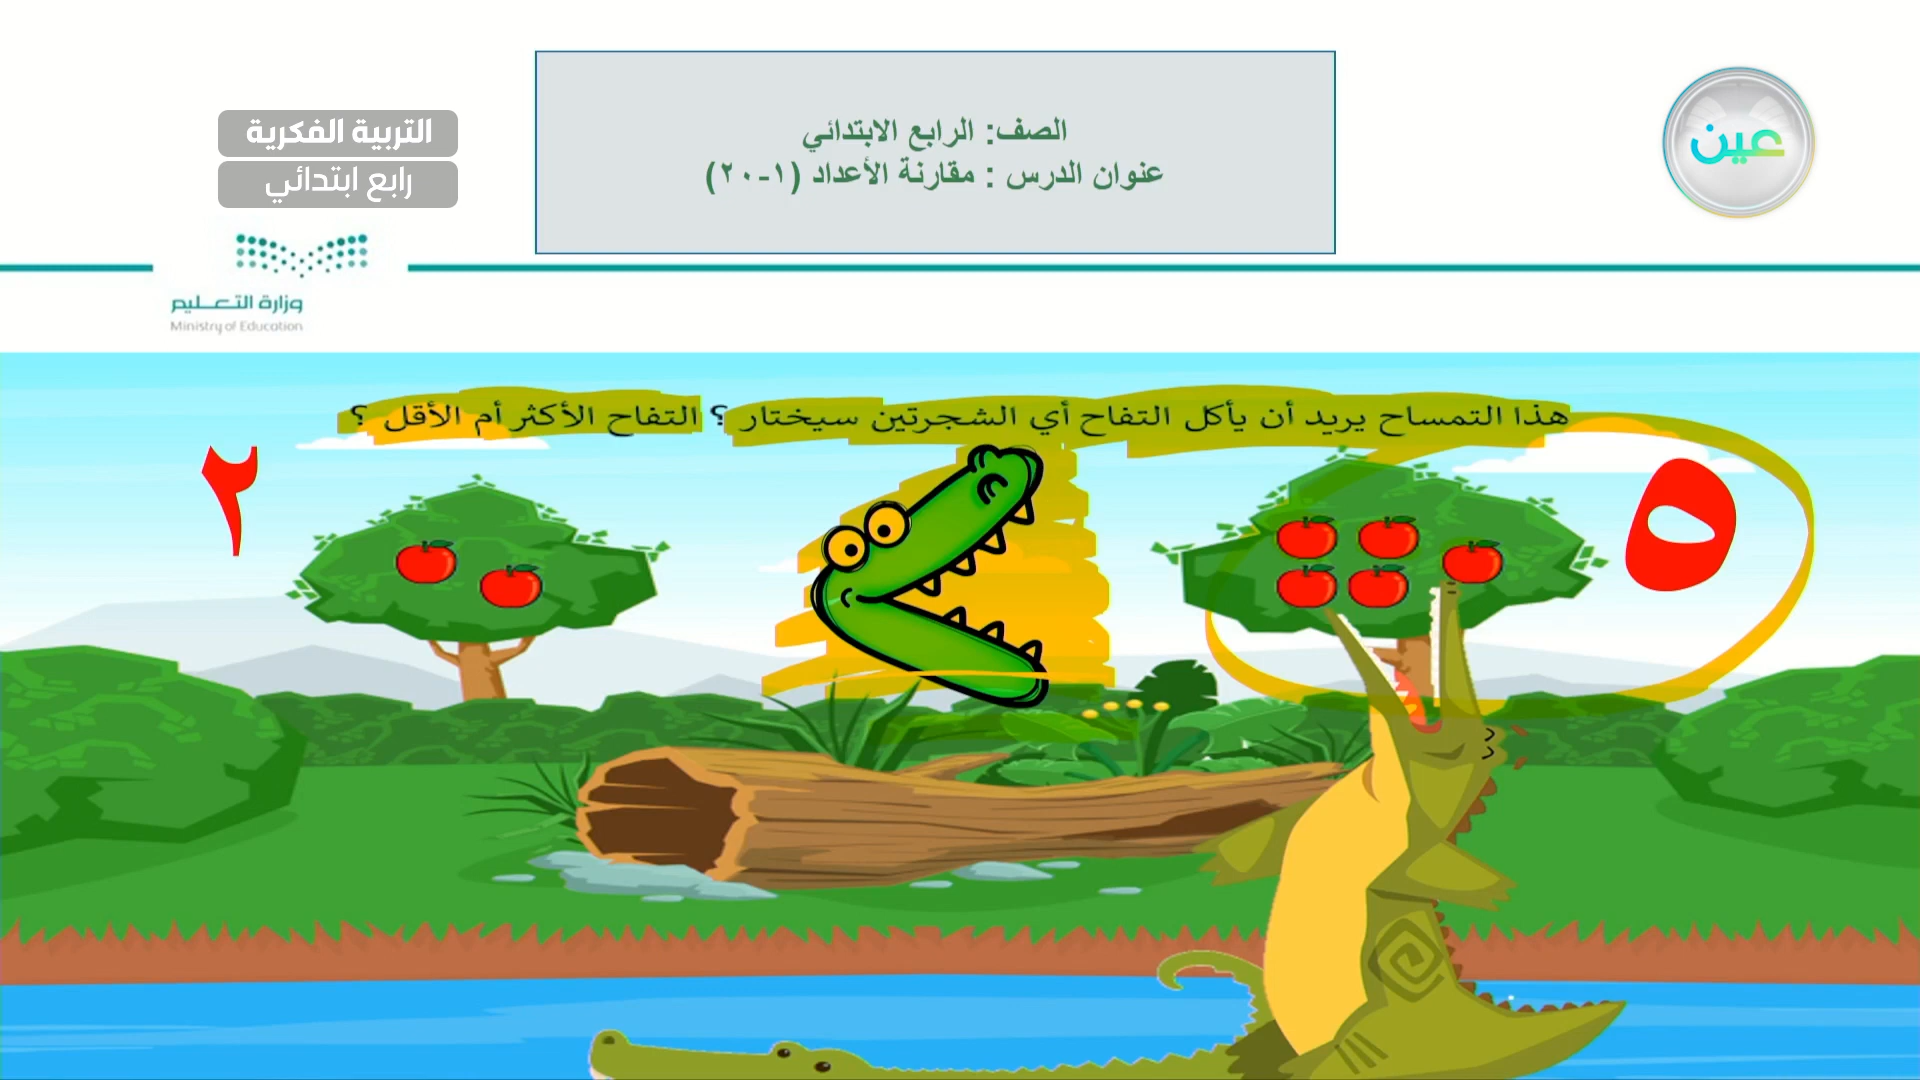 الصف: الرابع الابتدائي
عنوان الدرس : مقارنة الأعداد (١-٢٠)
عين
التربية الفكرية
رابع ابتدائي
وزارة التعليم
Ministry of Education
هذا التمساح يريد أن يأكل التفاح أي الشجرتين سيختار ؟ التفاح الأكثر أم الأقل ؟
٥
٢